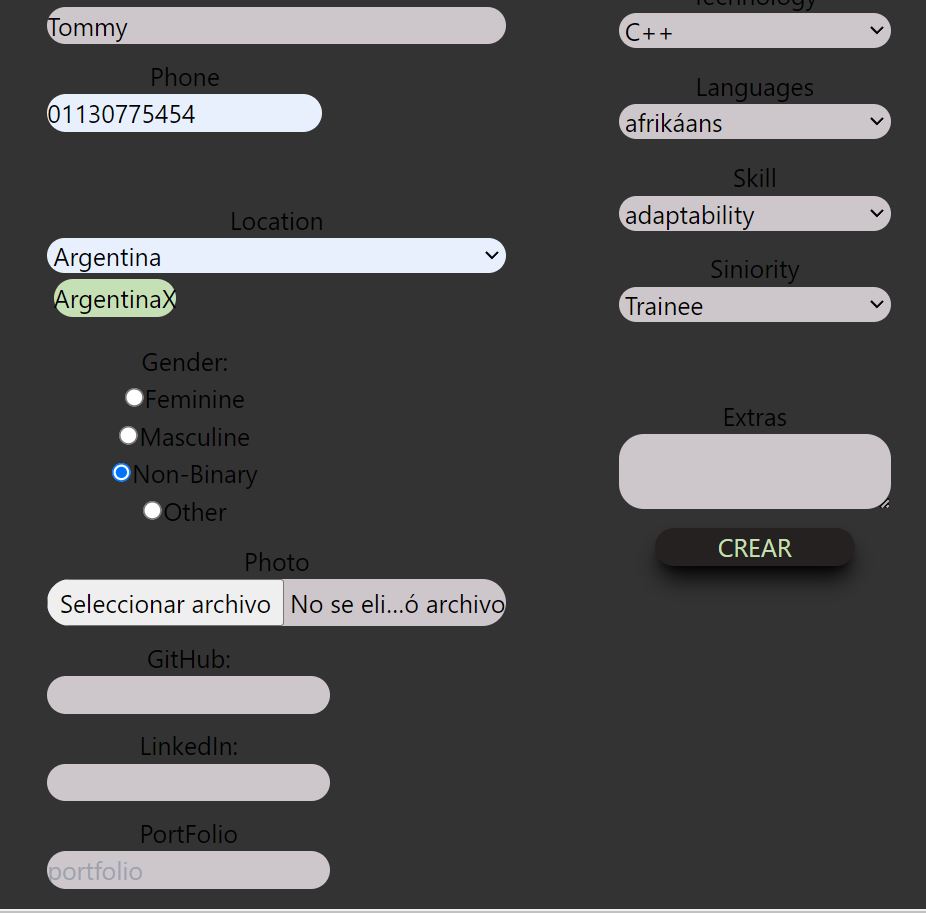 Tommy
Phone
01130775454
Location
Argentina
ArgentinaX
Gender:
Feminine
Masculine
Non-Binary
Other
Photo
Seleccionar archivo No se eli...ó archivo
GitHub:
LinkedIn:
PortFolio
portfolio
Technology
C++
Languages
afrikáans
Skill
adaptability
Siniority
Trainee
Extras
CREAR